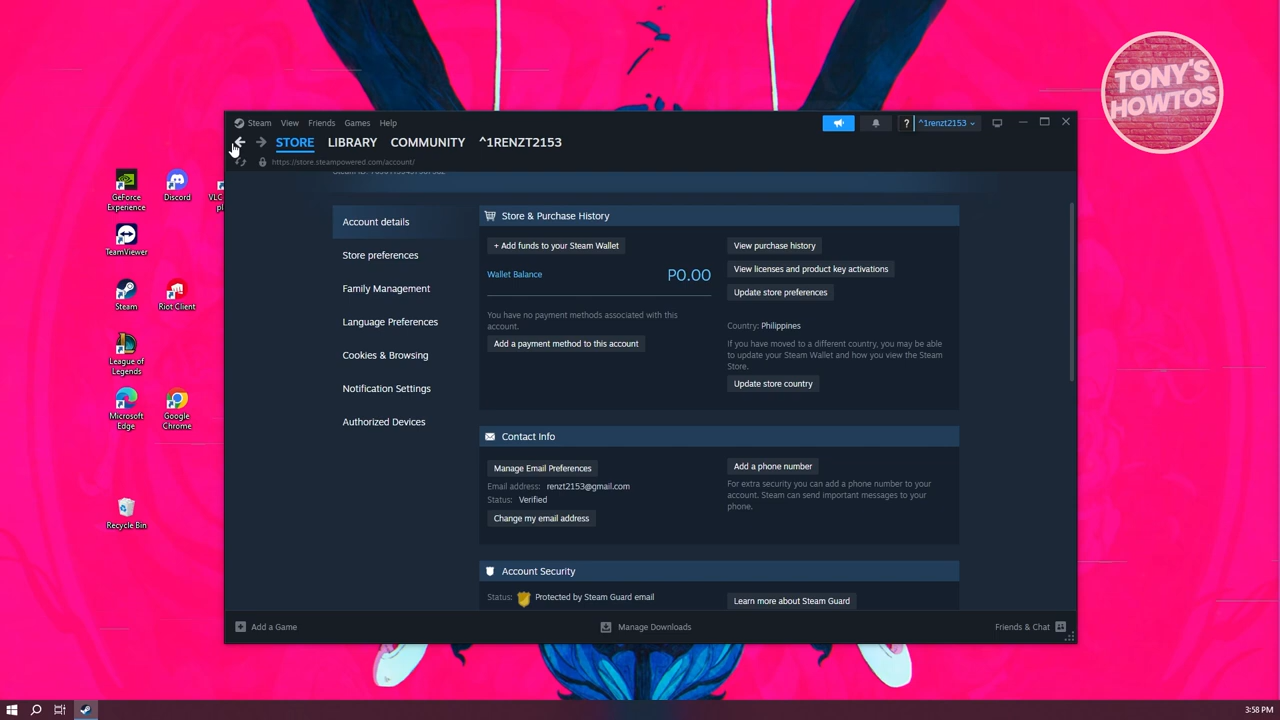 TONY'S
HOWTOS
Steam View Friends Games Help
? ^1renzt2153
STORE LIBRARY COMMUNITY ^1RENZT2153
https://store.steampowered.com/account/
GeForce
Experience
Discord
VLC
pl
TeamViewer
Steam
Riot Client
League of
Legends
Microsoft
Edge
Google
Chrome
Recycle Bin
Account details
Store preferences
Family Management
Language Preferences
Cookies & Browsing
Notification Settings
Authorized Devices
Store & Purchase History
+ Add funds to your Steam Wallet
Wallet Balance P0.00
You have no payment methods associated with this
account.
Add a payment method to this account
View purchase history
View licenses and product key activations
Update store preferences
Country: Philippines
If you have moved to a different country, you may be able
to update your Steam Wallet and how you view the Steam
Store.
Update store country
Contact Info
Manage Email Preferences
Email address: renzt2153@gmail.com
Status: Verified
Change my email address
Add a phone number
For extra security you can add a phone number to your
account. Steam can send important messages to your
phone.
Account Security
Status: Protected by Steam Guard email
Learn more about Steam Guard
Add a Game
Manage Downloads
Friends & Chat
3:58 PM